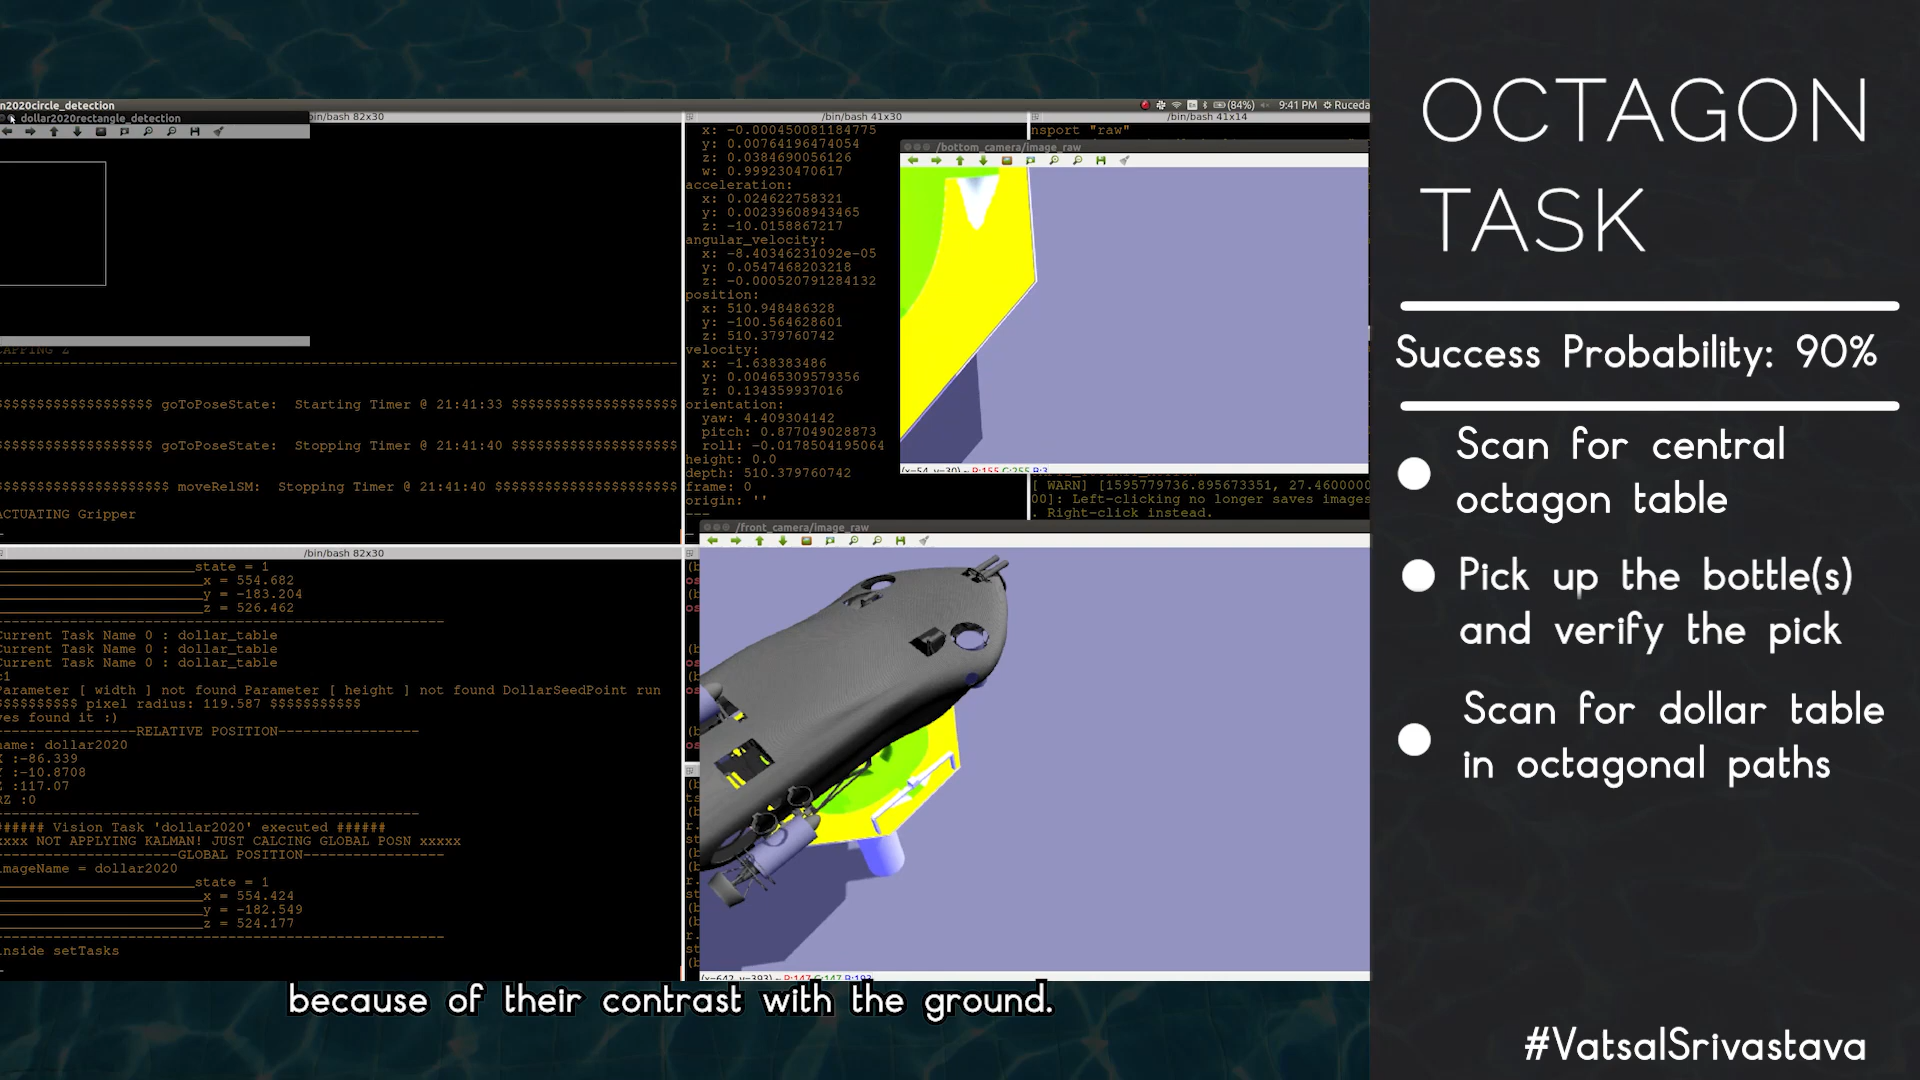 n2020circle_detection
(84%) 9:41 PM Ruceda
dollar2020rectangle_detection
/bin/bash 82x30
$$$$$$$$$$$$$$$$$$$ goToPoseState:  Starting Timer @ 21:41:33 $$$$$$$$$$$$$$$$$$$$$
$$$$$$$$$$$$$$$$$$$ goToPoseState:  Stopping Timer @ 21:41:40 $$$$$$$$$$$$$$$$$$$$$
$$$$$$$$$$$$$$$$$$$$$ moveRelSM:  Stopping Timer @ 21:41:40 $$$$$$$$$$$$$$$$$$$$$
ACTUATING Gripper
/bin/bash 82x30
state = 1
x = 554.682
y = -183.204
z = 526.462
Current Task Name 0 : dollar_table
Current Task Name 0 : dollar_table
Current Task Name 0 : dollar_table
Parameter [ width ] not found Parameter [ height ] not found DollarSeedPoint run
$$$$$$$$$$ pixel radius: 119.587 $$$$$$$$$$$
yes found it :)
-----------------RELATIVE POSITION-----------------
name: dollar2020
X :-86.339
Y :-10.8708
Z :117.07
RZ :0
###### Vision Task 'dollar2020' executed ######
xxxx NOT APPLYING KALMAN! JUST CALCING GLOBAL POSN xxxxx
GLOBAL POSITION
imageName = dollar2020
state = 1
x = 554.424
y = -182.549
z = 524.177
inside setTasks
/bin/bash 41x30
x: -0.000450081184775
y: 0.00764196474054
z: 0.0384690056126
w: 0.999230470617
acceleration:
x: 0.024622758321
y: 0.00239608943465
z: -10.0158867217
angular_velocity:
x: -8.40346231092e-05
y: 0.0547468203218
z: -0.000520791284132
position:
x: 510.948486328
y: -100.564628601
z: 510.379760742
velocity:
x: -1.638383486
y: 0.00465309579356
z: 0.134359937016
orientation:
yaw: 4.409304142
pitch: 0.877049028873
roll: -0.0178504195064
height: 0.0
depth: 510.379760742
frame: 0
origin: ''
---
/bin/bash 41x14
nsport "raw"
/bottom_camera/image_raw
[ WARN] [1595779736.895673351, 27.4600000
00]: Left-clicking no longer saves images
. Right-click instead.
/front_camera/image_raw
because of their contrast with the ground.
OCTAGON
TASK
Success Probability: 90%
Scan for central
octagon table
Pick up the bottle(s)
and verify the pick
Scan for dollar table
in octagonal paths
#VatsalSrivastava